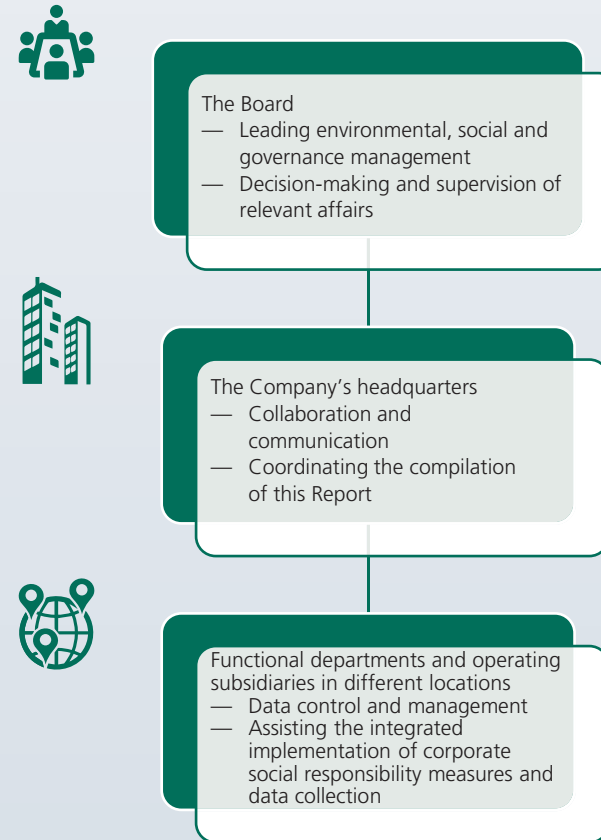 The Board
— Leading environmental, social and
governance management
— Decision-making and supervision of
relevant affairs
The Company’s headquarters
— Collaboration and
communication
— Coordinating the compilation
of this Report
Functional departments and operating
subsidiaries in different locations
— Data control and management
— Assisting the integrated
implementation of corporate
social responsibility measures and
data collection